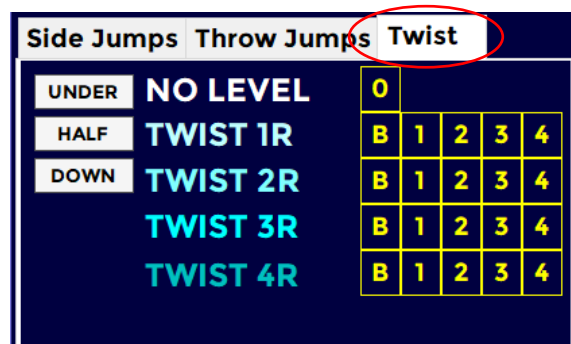 Side Jumps Throw Jumps Twist
UNDER NO LEVEL 0
HALF TWIST 1R B 1 2 3 4
DOWN TWIST 2R B 1 2 3 4
TWIST 3R B 1 2 3 4
TWIST 4R B 1 2 3 4